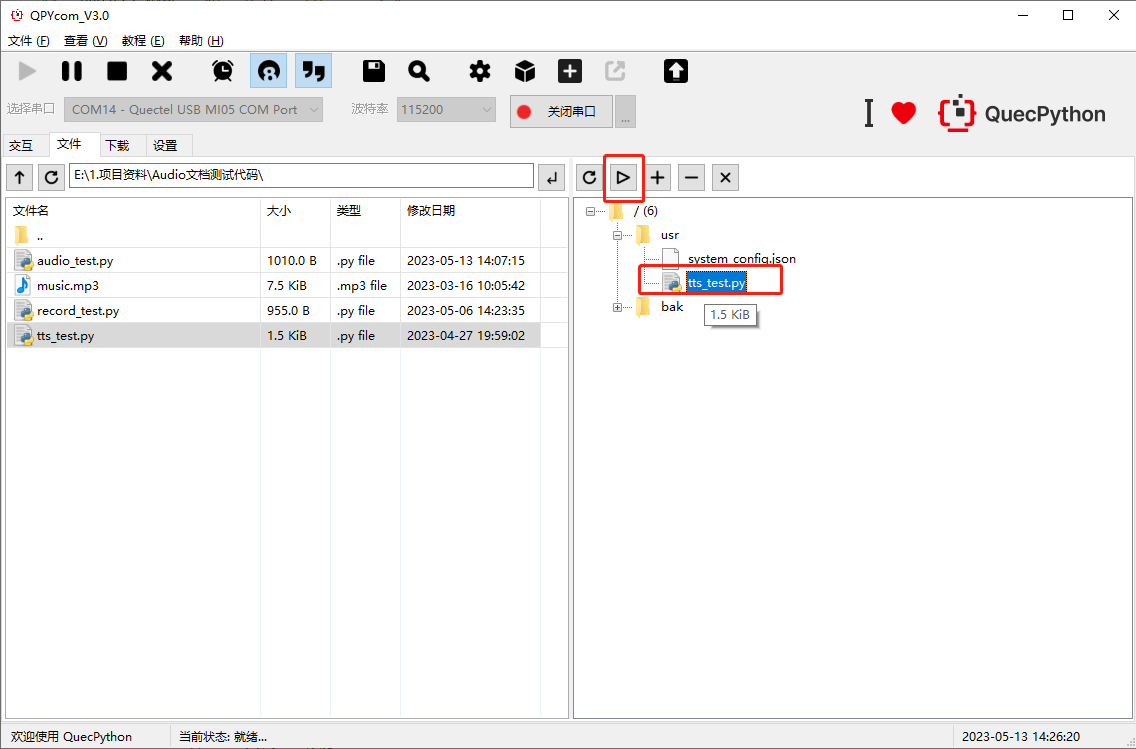 QPYcom_V3.0
文件 (F) 查看 (V) 教程 (E) 帮助 (H)
选择串口 COM14 - Quectel USB MI05 COM Port 波特率 115200 关闭串口 ... I QuecPython
交互 文件 下载 设置
E:\1.项目资料\Audio文档测试代码\
文件名 大小 类型 修改日期
..
audio_test.py 1010.0 B .py file 2023-05-13 14:07:15
music.mp3 7.5 KiB .mp3 file 2023-03-16 10:05:42
record_test.py 955.0 B .py file 2023-05-06 14:23:35
tts_test.py 1.5 KiB .py file 2023-04-27 19:59:02
/ (6)
usr
system_config.json
tts_test.py
bak
1.5 KiB
欢迎使用 QuecPython 当前状态: 就绪... 2023-05-13 14:26:20